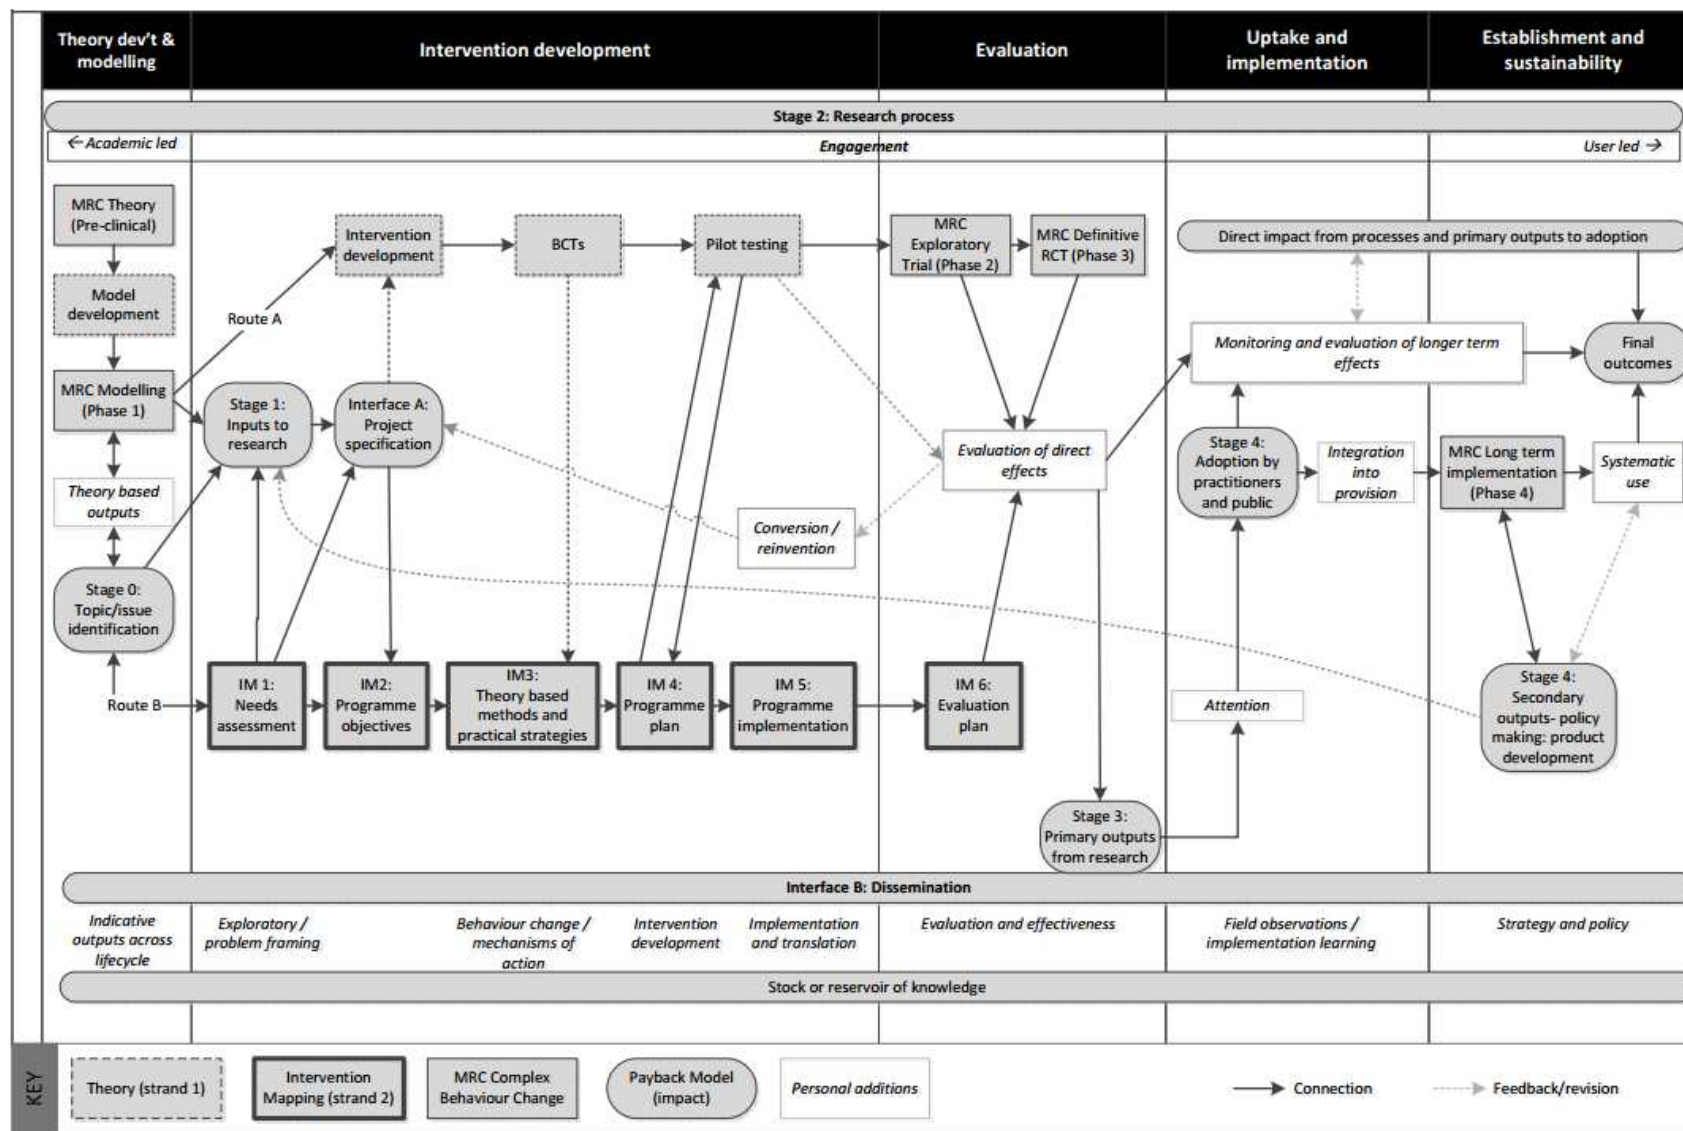 Theory dev't &
modelling
Intervention development
Evaluation
Uptake and
implementation
Establishment and
sustainability
Stage 2: Research process
← Academic led
Engagement
User led →
MRC Theory
(Pre-clinical)
Model
development
MRC Modelling
(Phase 1)
Theory based
outputs
Stage 0:
Topic/issue
identification
Route A
Route B
Intervention
development
BCTs
Pilot testing
MRC
Exploratory
Trial (Phase 2)
MRC Definitive
RCT (Phase 3)
Direct impact from processes and primary outputs to adoption
Monitoring and evaluation of longer term
effects
Final
outcomes
Stage 1:
Inputs to
research
Interface A:
Project
specification
Evaluation of direct
effects
Conversion /
reinvention
Stage 4:
Adoption by
practitioners
and public
Integration
into
provision
MRC Long term
implementation
(Phase 4)
Systematic
use
IM 1:
Needs
assessment
IM2:
Programme
objectives
IM3:
Theory based
methods and
practical strategies
IM 4:
Programme
plan
IM 5:
Programme
implementation
IM 6:
Evaluation
plan
Attention
Stage 4:
Secondary
outputs- policy
making: product
development
Stage 3:
Primary outputs
from research
Interface B: Dissemination
Indicative
outputs across
lifecycle
Exploratory /
problem framing
Behaviour change /
mechanisms of
action
Intervention
development
Implementation
and translation
Evaluation and effectiveness
Field observations /
implementation learning
Strategy and policy
Stock or reservoir of knowledge
KEY
Theory (strand 1)
Intervention
Mapping (strand 2)
MRC Complex
Behaviour Change
Payback Model
(impact)
Personal additions
Connection
Feedback/revision